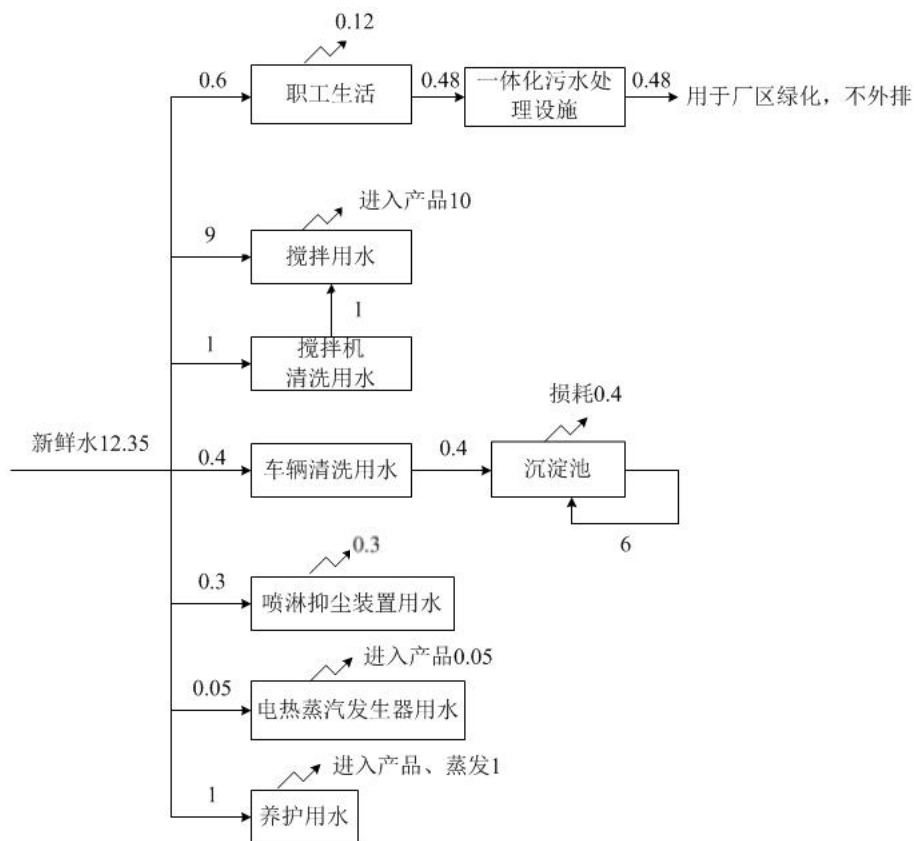 0.12
0.6
职工生活
0.48
一体化污水处
理设施
0.48
用于厂区绿化，不外排
进入产品10
9
搅拌用水
1
1
搅拌机
清洗用水
损耗0.4
新鲜水12.35
0.4
车辆清洗用水
0.4
沉淀池
6
0.3
0.3
喷淋抑尘装置用水
进入产品0.05
0.05
电热蒸汽发生器用水
进入产品、蒸发1
1
养护用水